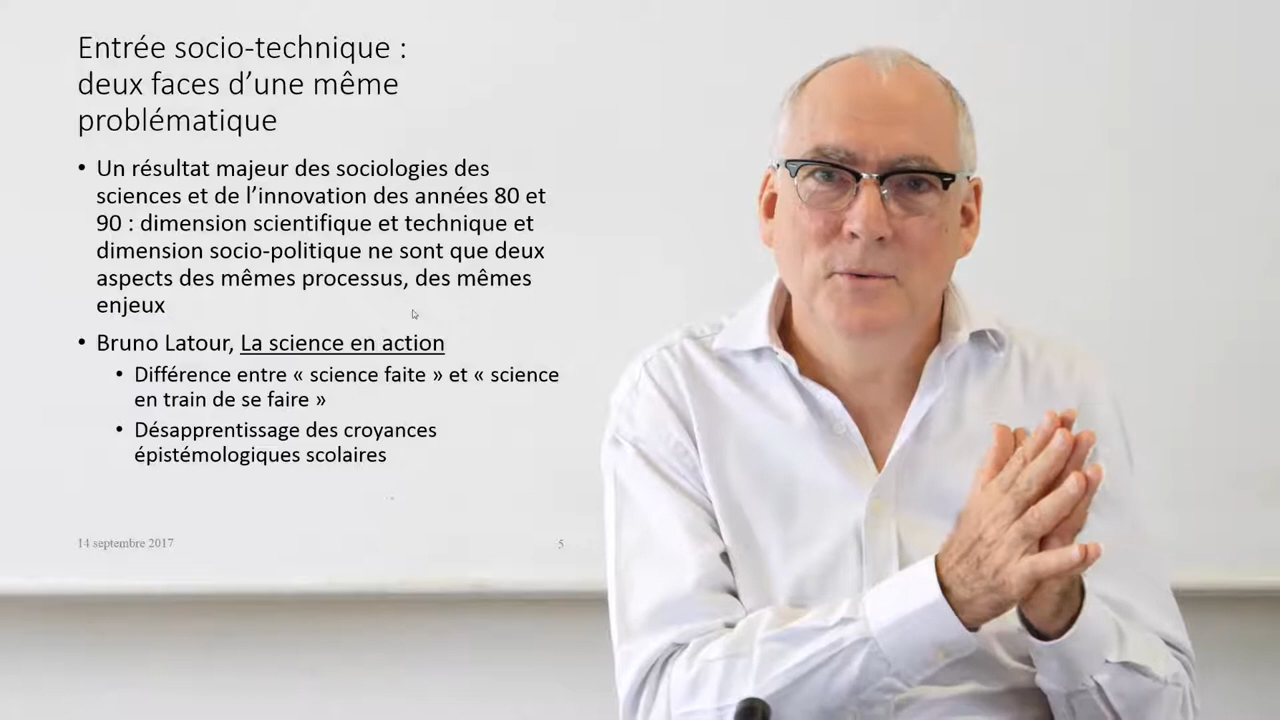 Entrée socio-technique :
deux faces d’une même
problématique
• Un résultat majeur des sociologies des
sciences et de l’innovation des années 80 et
90 : dimension scientifique et technique et
dimension socio-politique ne sont que deux
aspects des mêmes processus, des mêmes
enjeux
• Bruno Latour, La science en action
• Différence entre « science faite » et « science
en train de se faire »
• Désapprentissage des croyances
épistémologiques scolaires
14 septembre 2017
5